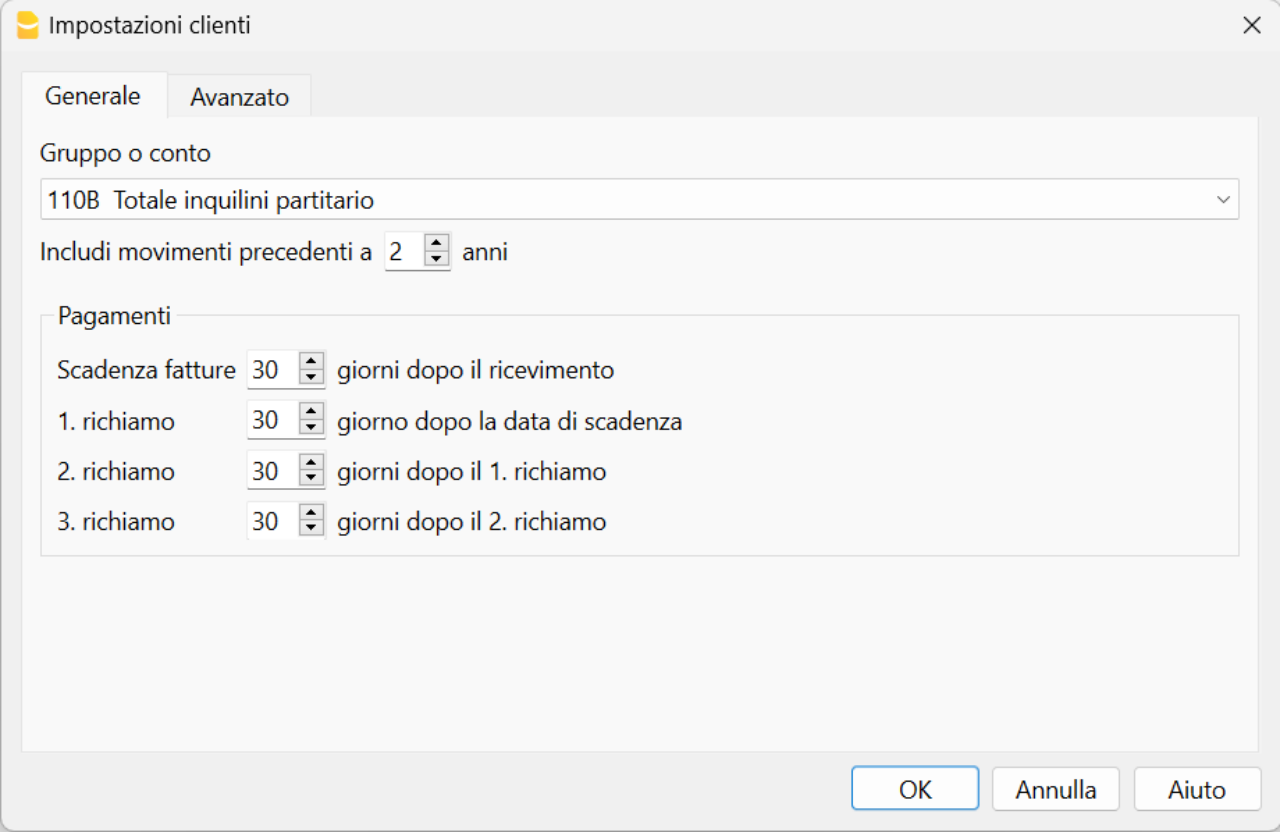 Impostazioni clienti
Generale Avanzato
Gruppo o conto
110B Totale inquilini partitario
Includi movimenti precedenti a 2 anni
Pagamenti
Scadenza fatture 30 giorni dopo il ricevimento
1. richiamo 30 giorno dopo la data di scadenza
2. richiamo 30 giorni dopo il 1. richiamo
3. richiamo 30 giorni dopo il 2. richiamo
OK Annulla Aiuto